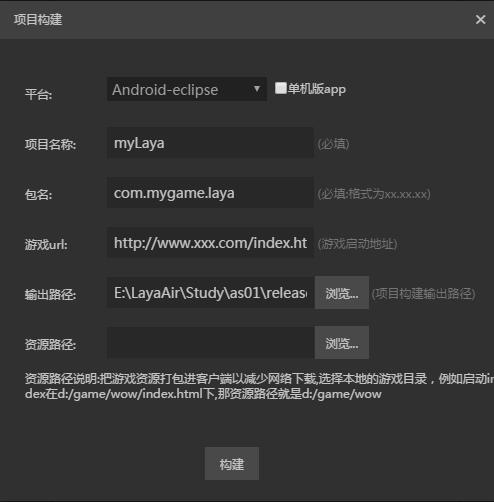 项目构建
平台: Android-eclipse 单机版app
项目名称: myLaya (必填)
包名: com.mygame.laya (必填:格式为xx.xx.xx)
游戏url: http://www.xxx.com/index.ht (游戏启动地址)
输出路径: E:\LayaAir\Study\as01\release 浏览... (项目构建输出路径)
资源路径: 浏览...
资源路径说明:把游戏资源打包进客户端以减少网络下载,选择本地的游戏目录，例如启动in
dex在d:/game/wow/index.html下,那资源路径就是d:/game/wow
构建